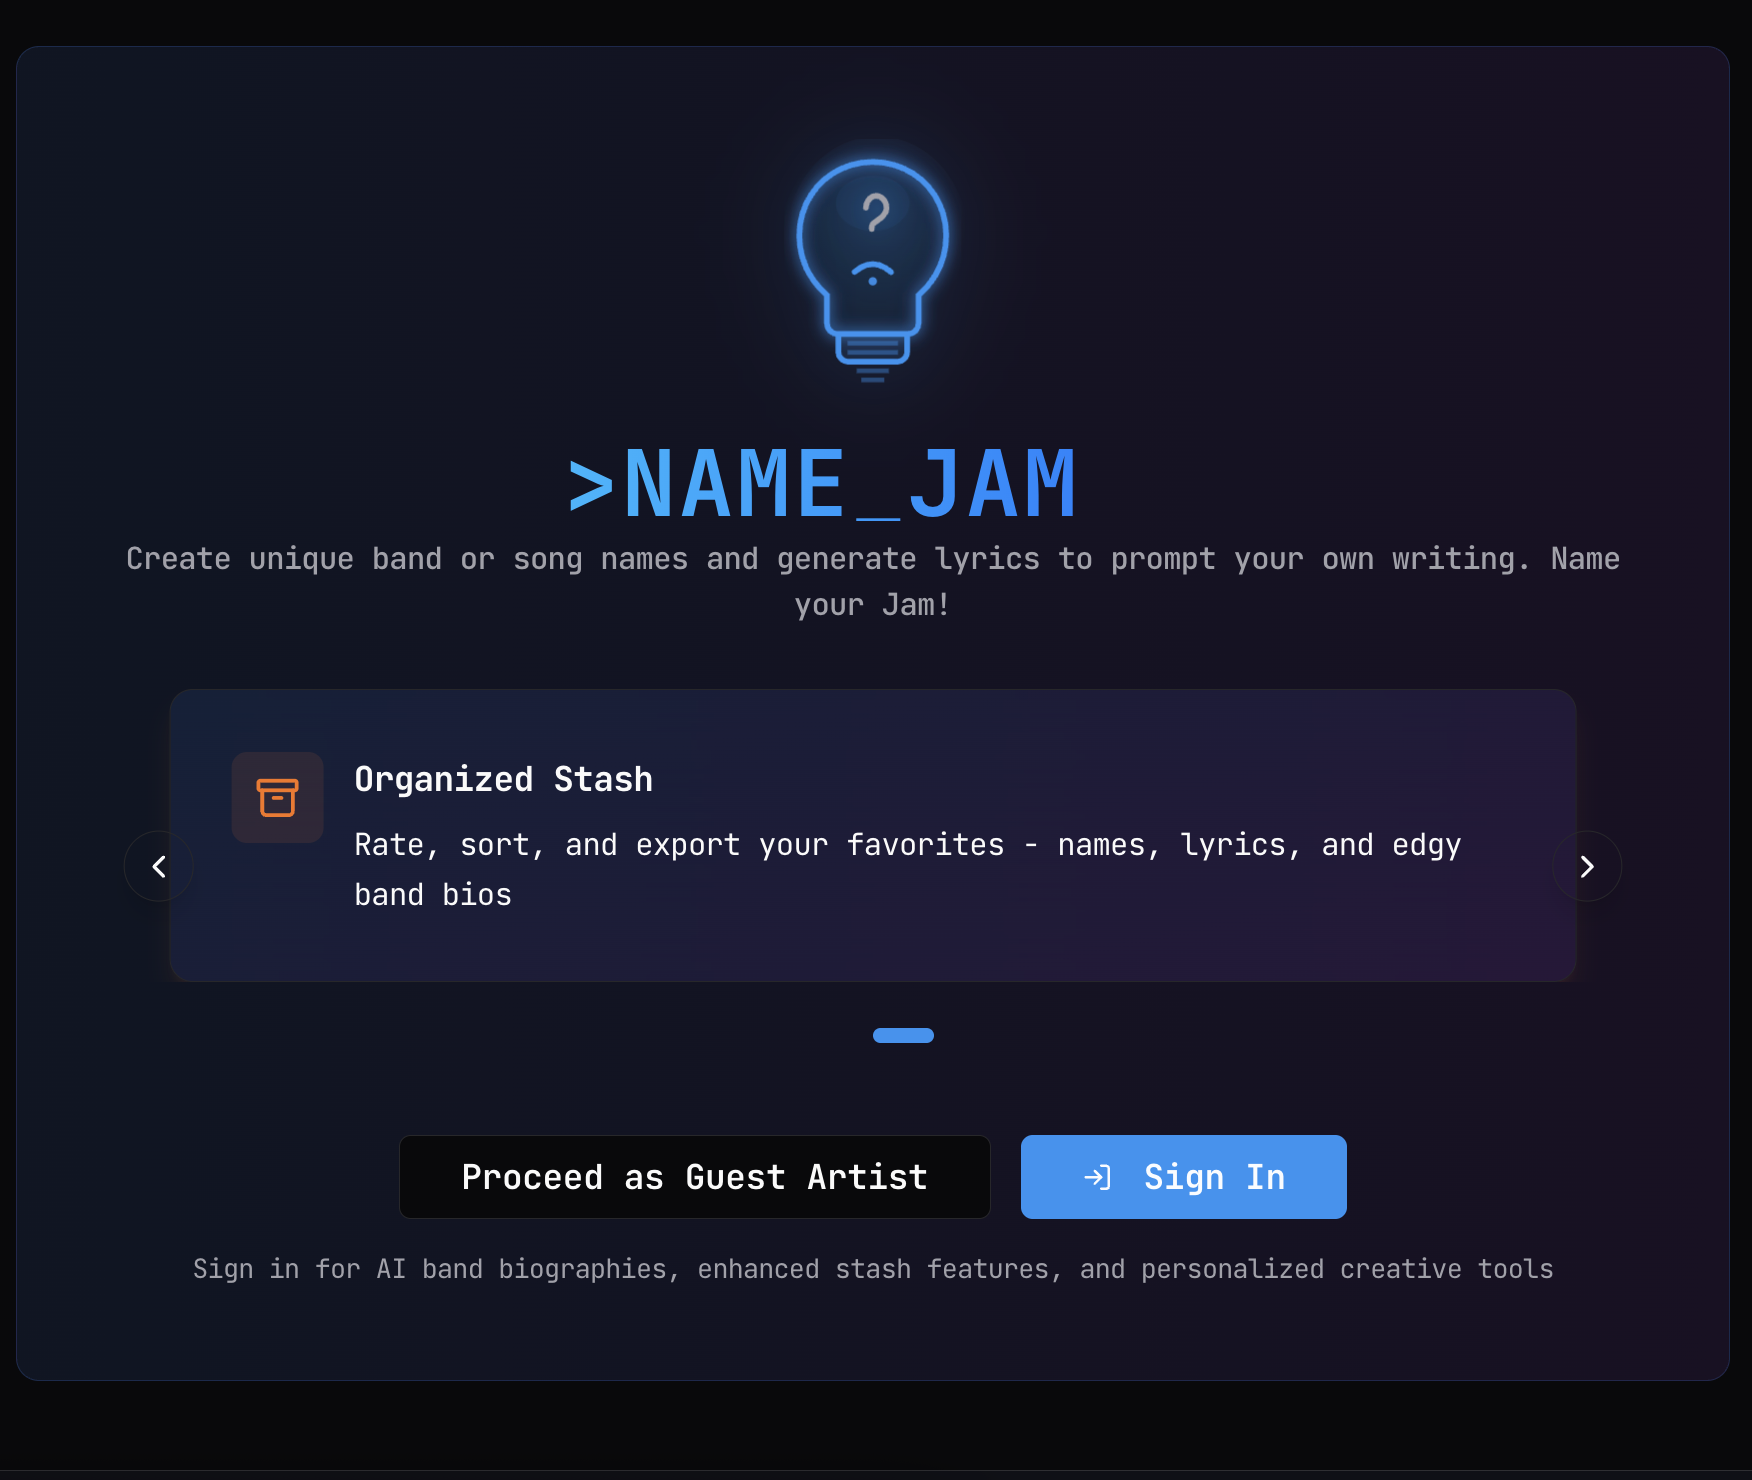 ?
>NAME_JAM
Create unique band or song names and generate lyrics to prompt your own writing. Name
your Jam!
Organized Stash
Rate, sort, and export your favorites - names, lyrics, and edgy
band bios
Proceed as Guest Artist
Sign In
Sign in for AI band biographies, enhanced stash features, and personalized creative tools